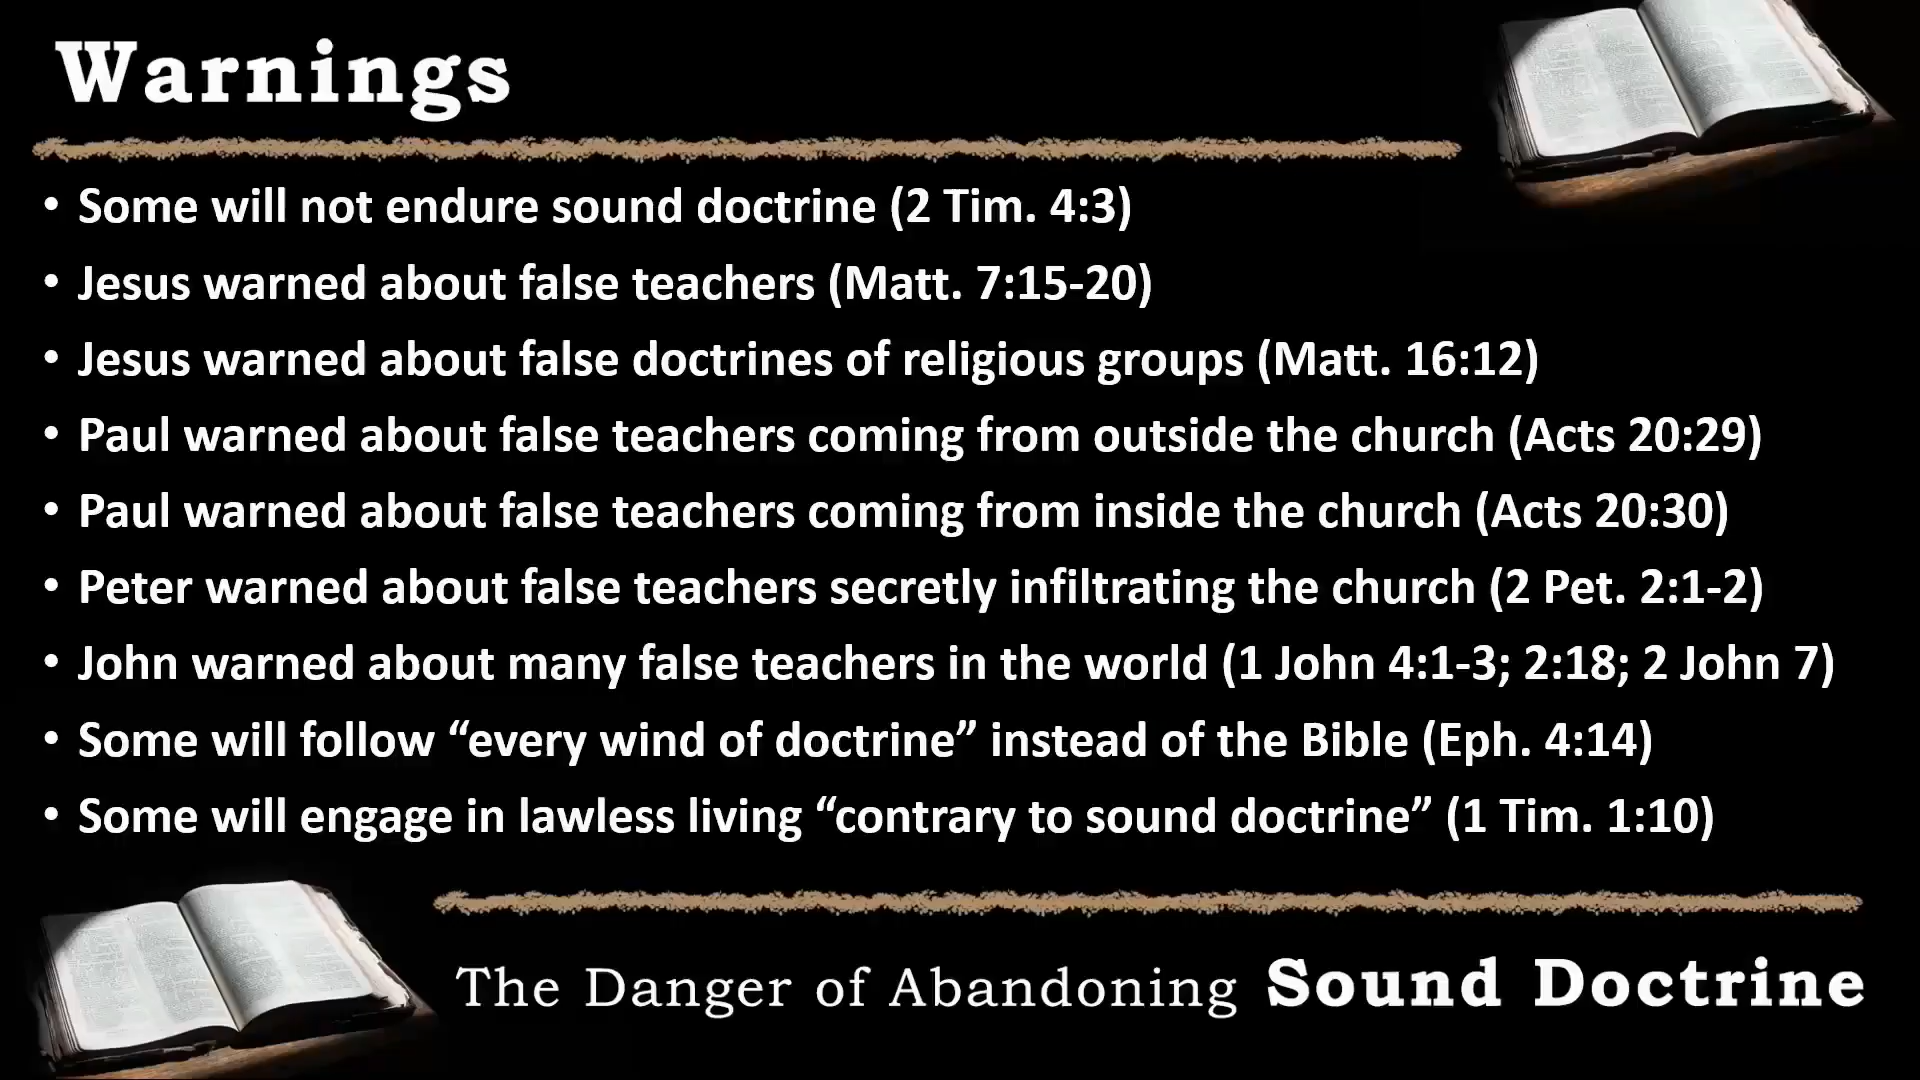 Warnings
• Some will not endure sound doctrine (2 Tim. 4:3)
• Jesus warned about false teachers (Matt. 7:15-20)
• Jesus warned about false doctrines of religious groups (Matt. 16:12)
• Paul warned about false teachers coming from outside the church (Acts 20:29)
• Paul warned about false teachers coming from inside the church (Acts 20:30)
• Peter warned about false teachers secretly infiltrating the church (2 Pet. 2:1-2)
• John warned about many false teachers in the world (1 John 4:1-3; 2:18; 2 John 7)
• Some will follow “every wind of doctrine” instead of the Bible (Eph. 4:14)
• Some will engage in lawless living “contrary to sound doctrine” (1 Tim. 1:10)
The Danger of Abandoning Sound Doctrine